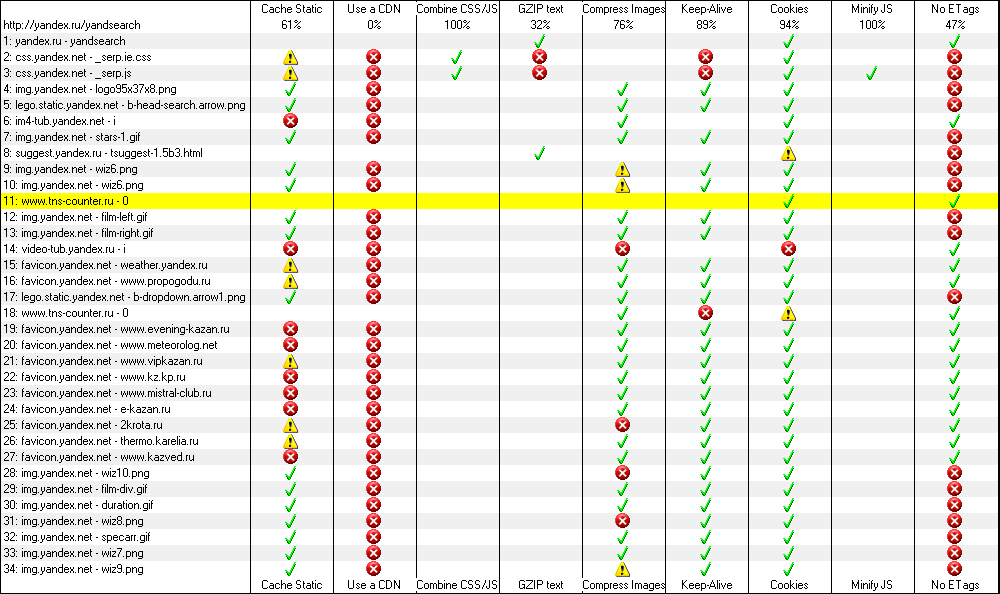 Cache Static Use a CDN Combine CSS/JS GZIP text Compress Images Keep-Alive Cookies Minify JS No ETags
http://yandex.ru/yandsearch 61% 0% 100% 32% 76% 89% 94% 100% 47%
1: yandex.ru - yandsearch
2: css.yandex.net - _serp.ie.css
3: css.yandex.net - _serp.js
4: img.yandex.net - logo95x37x8.png
5: lego.static.yandex.net - b-head-search.arrow.png
6: im4-tub.yandex.net - i
7: img.yandex.net - stars-1.gif
8: suggest.yandex.ru - tsuggest-1.5b3.html
9: img.yandex.net - wiz6.png
10: img.yandex.net - wiz6.png
11: www.tns-counter.ru - 0
12: img.yandex.net - film-left.gif
13: img.yandex.net - film-right.gif
14: video-tub.yandex.ru - i
15: favicon.yandex.net - weather.yandex.ru
16: favicon.yandex.net - www.propogodu.ru
17: lego.static.yandex.net - b-dropdown.arrow1.png
18: www.tns-counter.ru - 0
19: favicon.yandex.net - www.evening-kazan.ru
20: favicon.yandex.net - www.meteorolog.net
21: favicon.yandex.net - www.vipkazan.ru
22: favicon.yandex.net - www.kz.kp.ru
23: favicon.yandex.net - www.mistral-club.ru
24: favicon.yandex.net - e-kazan.ru
25: favicon.yandex.net - 2krota.ru
26: favicon.yandex.net - thermo.karelia.ru
27: favicon.yandex.net - www.kazved.ru
28: img.yandex.net - wiz10.png
29: img.yandex.net - film-div.gif
30: img.yandex.net - duration.gif
31: img.yandex.net - wiz8.png
32: img.yandex.net - specarr.gif
33: img.yandex.net - wiz7.png
34: img.yandex.net - wiz9.png
Cache Static Use a CDN Combine CSS/JS GZIP text Compress Images Keep-Alive Cookies Minify JS No ETags